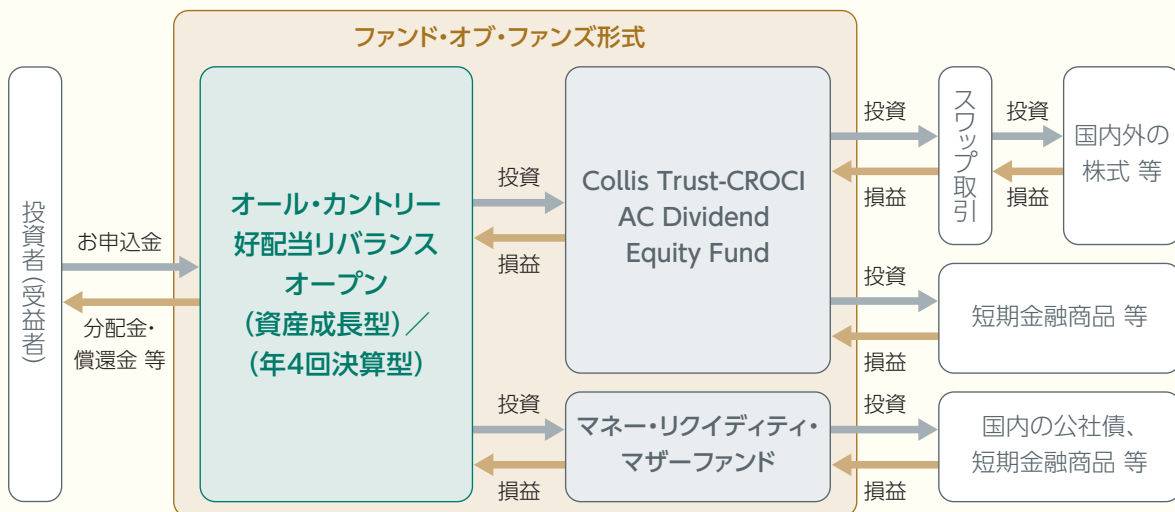 ファンド・オブ・ファンズ形式
投資者(受益者)
お申込金
分配金・
償還金 等
オール・カントリー
好配当リバランス
オープン
(資産成長型)/
(年4回決算型)
投資
損益
Collis Trust-CROCI
AC Dividend
Equity Fund
投資
損益
スワップ取引
投資
損益
国内外の
株式 等
投資
損益
短期金融商品 等
投資
損益
マネー・リクイディティ・
マザーファンド
投資
損益
国内の公社債、
短期金融商品 等